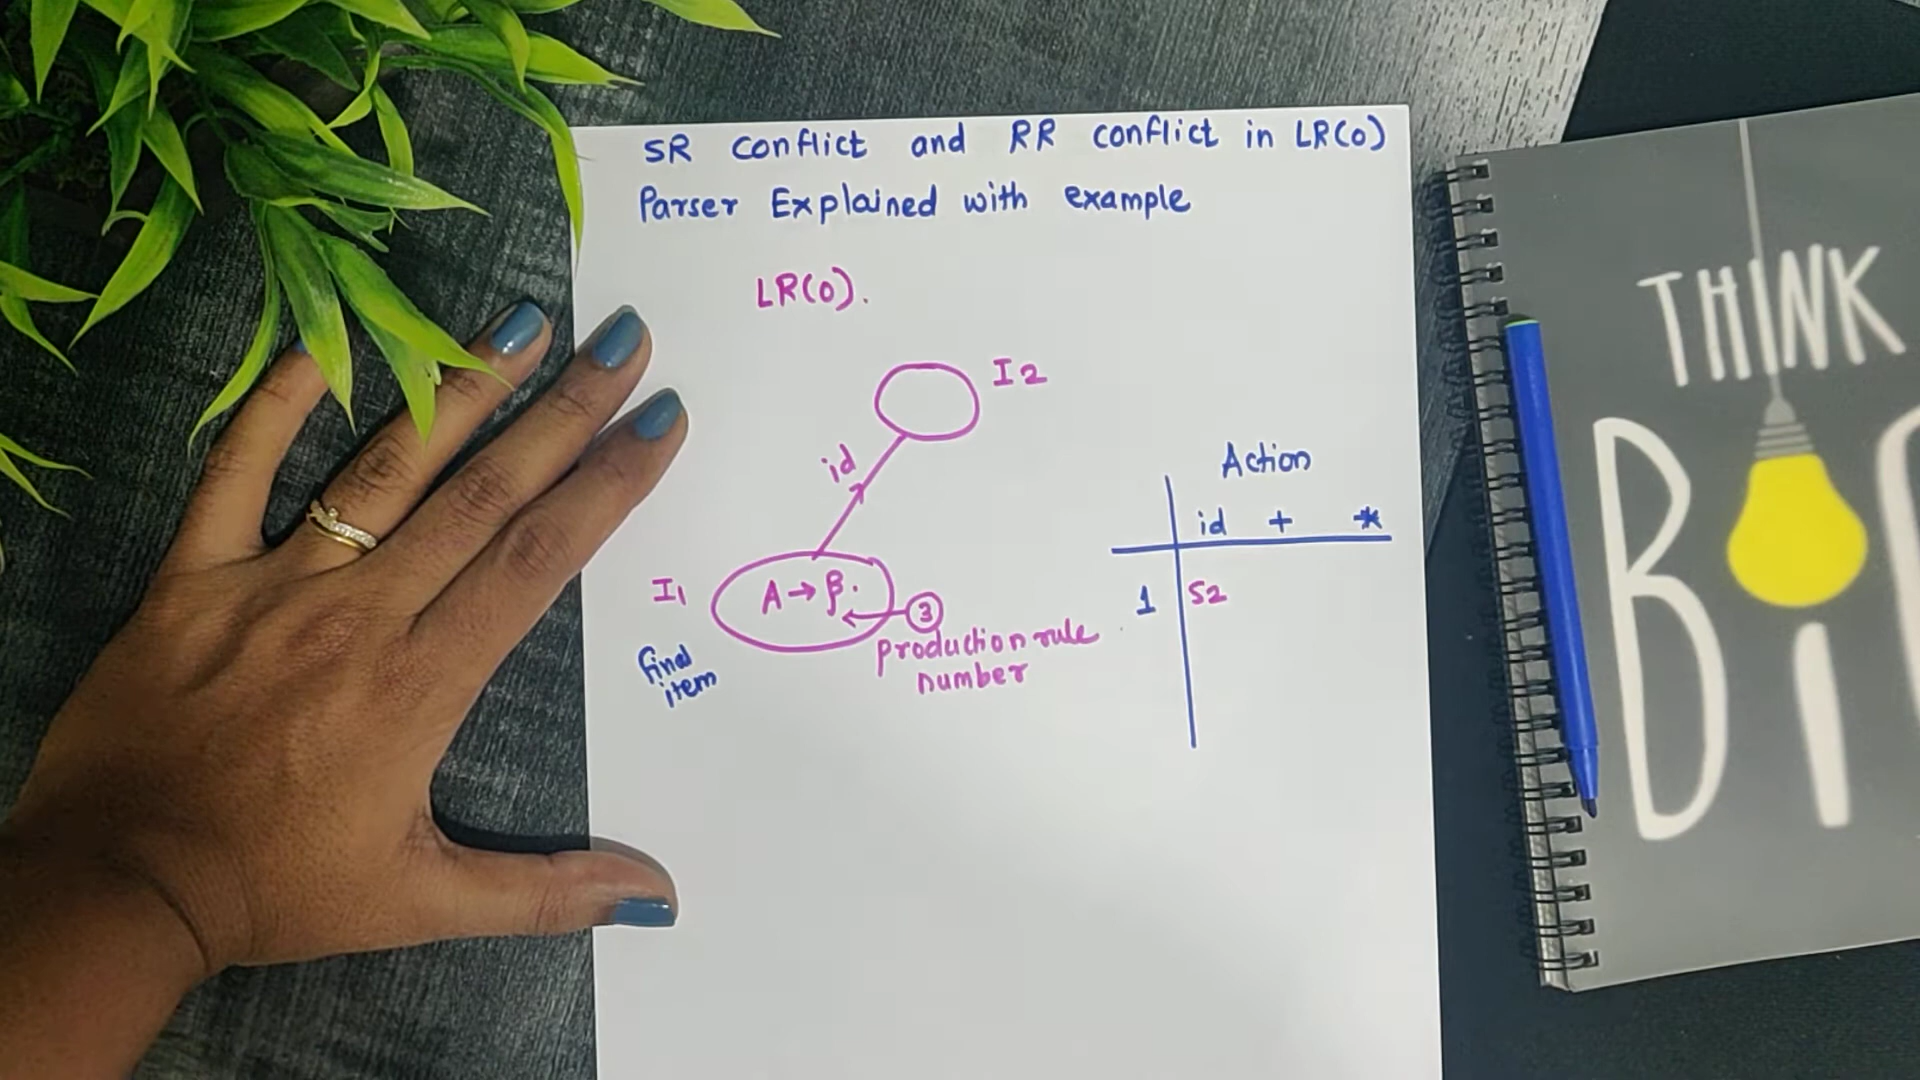 SR conflict and RR conflict in LR(0)
Parser Explained with example
LR(0).
I2
id
I1
A → β.
3
production rule
number
final
item
Action
id + *
1 S2
THINK